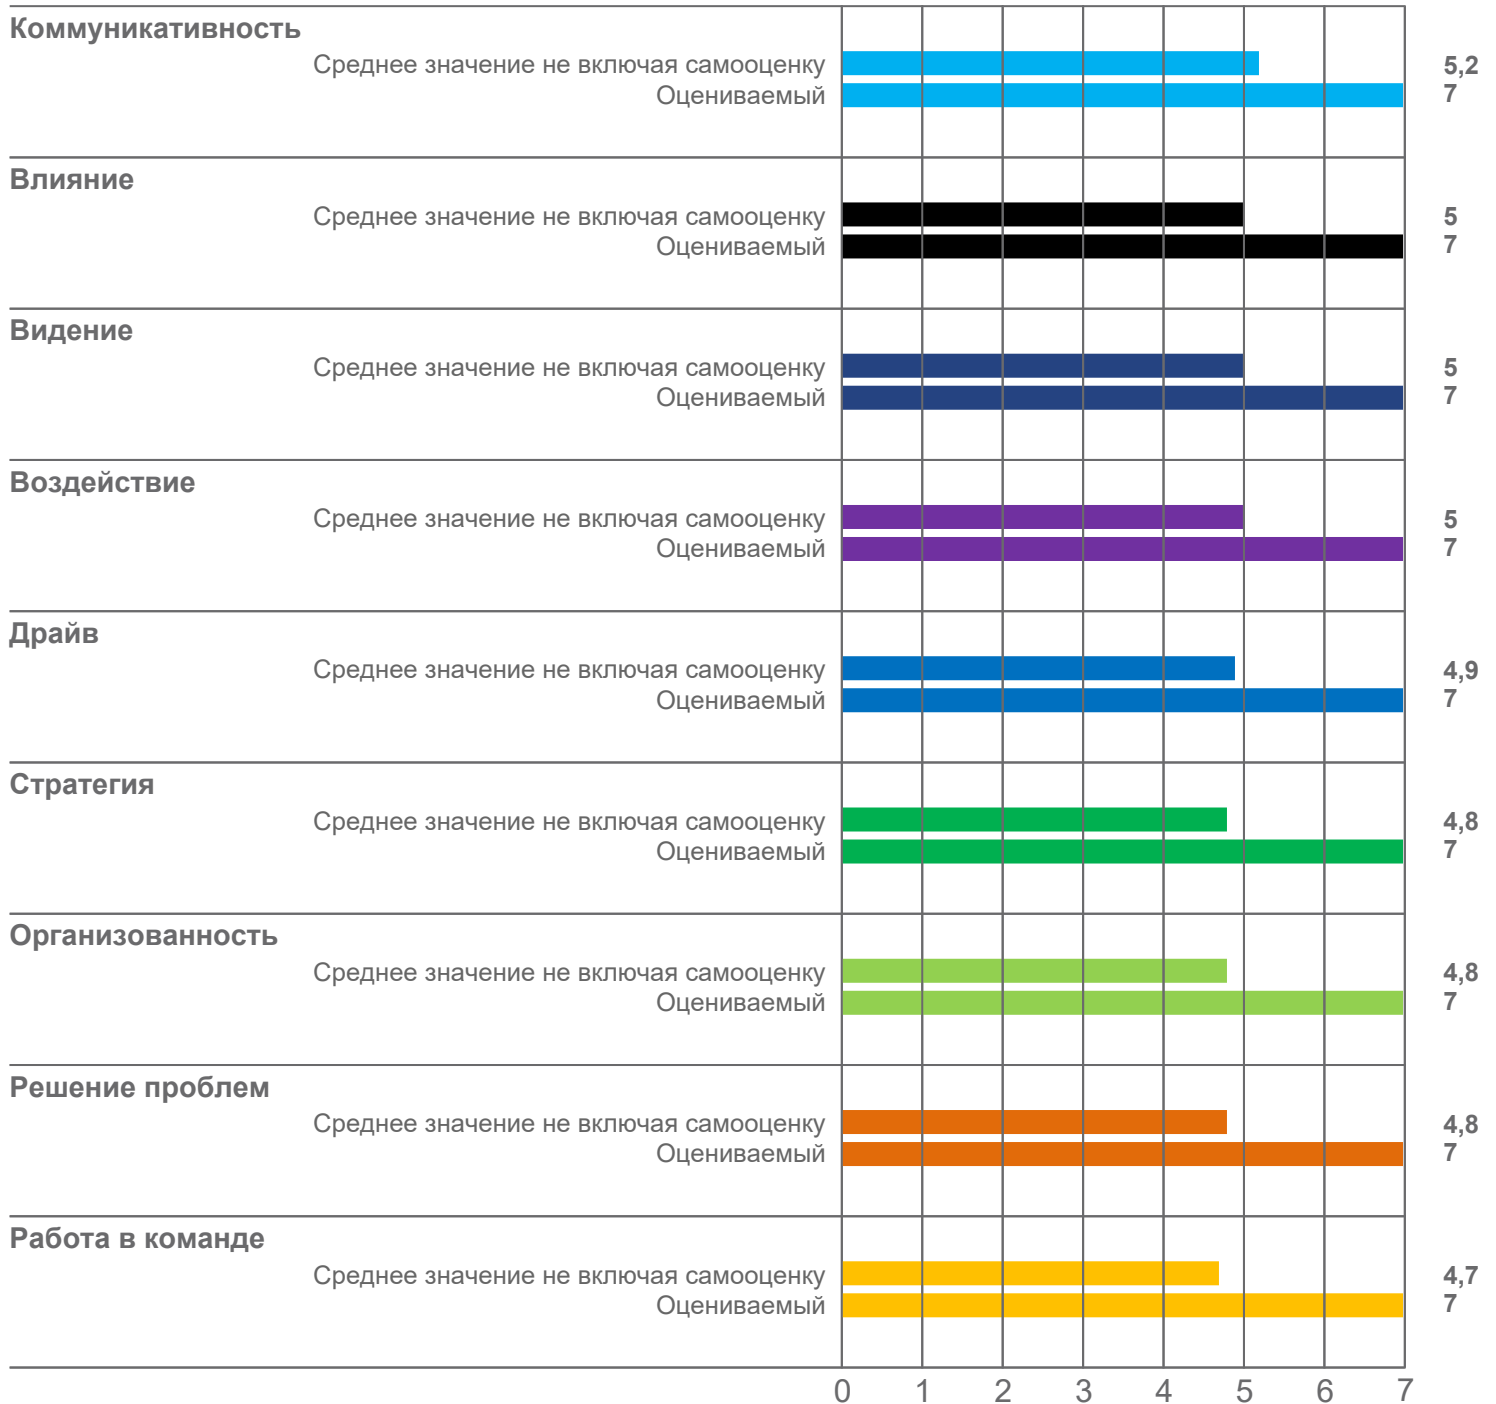 Коммуникативность
Среднее значение не включая самооценку 5,2
Оцениваемый 7
Влияние
Среднее значение не включая самооценку 5
Оцениваемый 7
Видение
Среднее значение не включая самооценку 5
Оцениваемый 7
Воздействие
Среднее значение не включая самооценку 5
Оцениваемый 7
Драйв
Среднее значение не включая самооценку 4,9
Оцениваемый 7
Стратегия
Среднее значение не включая самооценку 4,8
Оцениваемый 7
Организованность
Среднее значение не включая самооценку 4,8
Оцениваемый 7
Решение проблем
Среднее значение не включая самооценку 4,8
Оцениваемый 7
Работа в команде
Среднее значение не включая самооценку 4,7
Оцениваемый 7
0 1 2 3 4 5 6 7